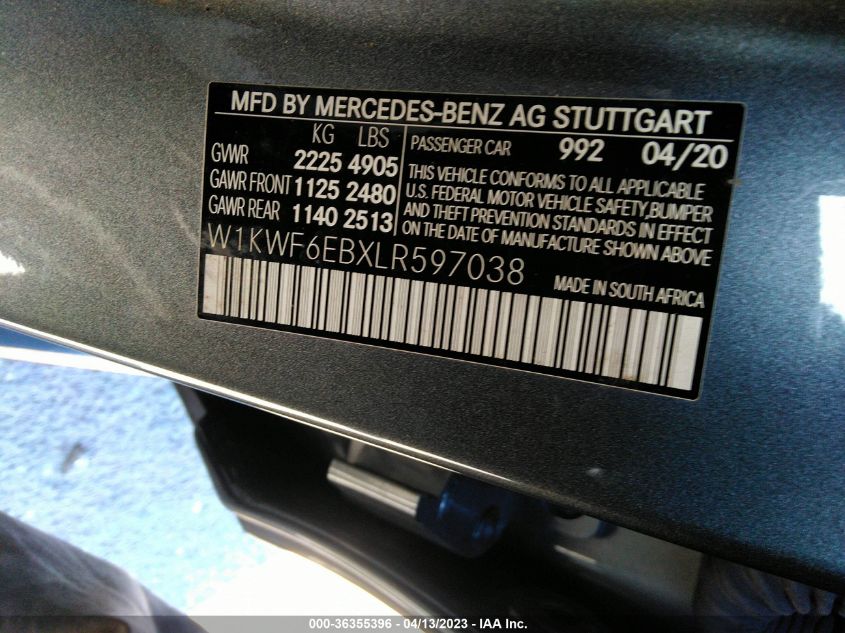 MFD BY MERCEDES-BENZ AG STUTTGART
KG LBS
GVWR 2225 4905
GAWR FRONT 1125 2480
GAWR REAR 1140 2513
PASSENGER CAR 992 04/20
THIS VEHICLE CONFORMS TO ALL APPLICABLE
U.S. FEDERAL MOTOR VEHICLE SAFETY,BUMPER
AND THEFT PREVENTION STANDARDS IN EFFECT
ON THE DATE OF MANUFACTURE SHOWN ABOVE
W1KWF6EBXLR597038
MADE IN SOUTH AFRICA
000-36355396 - 04/13/2023 - IAA Inc.